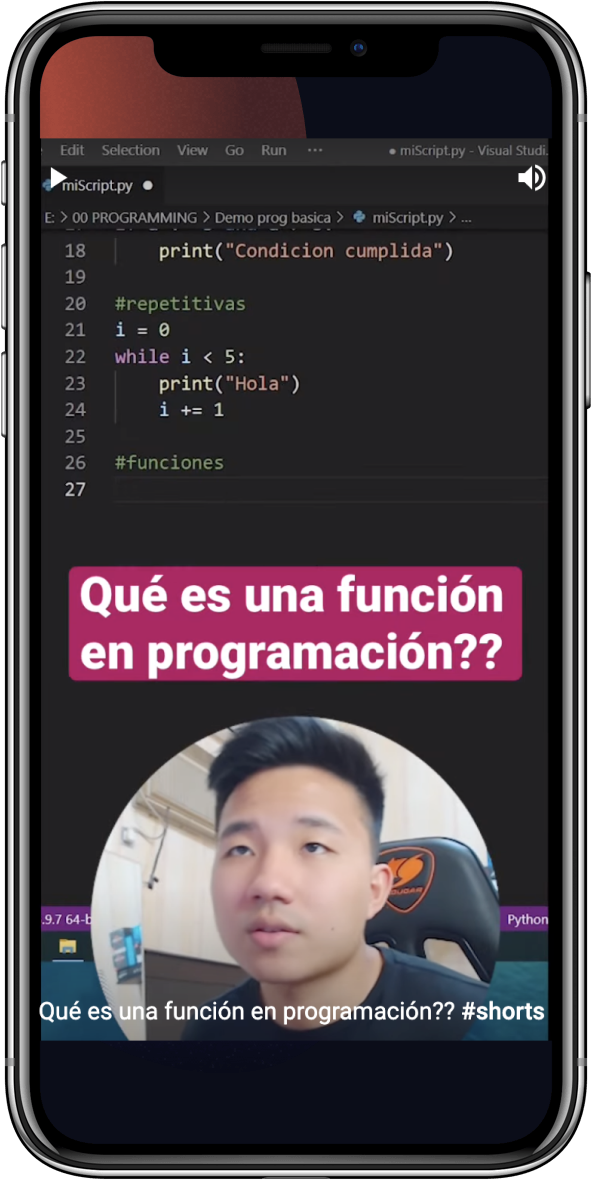 Edit Selection View Go Run ··· ● miScript.py - Visual Studi
miScript.py ●
E: > 00 PROGRAMMING > Demo prog basica > miScript.py > ...
18 print("Condicion cumplida")
19
20 #repetitivas
21 i = 0
22 while i < 5:
23 print("Hola")
24 i += 1
25
26 #funciones
27
Qué es una función
en programación??
.9.7 64-b
Python
Qué es una función en programación?? #shorts